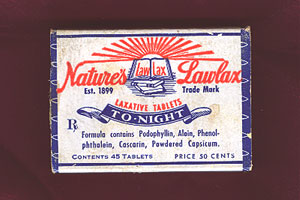 Law Lax
Nature's Lawlax
Est. 1899 Trade Mark
LAXATIVE TABLETS
TO-NIGHT
℞ Formula contains Podophyllin, Aloin, Phenol-
phthalein, Cascarin, Powdered Capsicum.
CONTENTS 45 TABLETS PRICE 50 CENTS